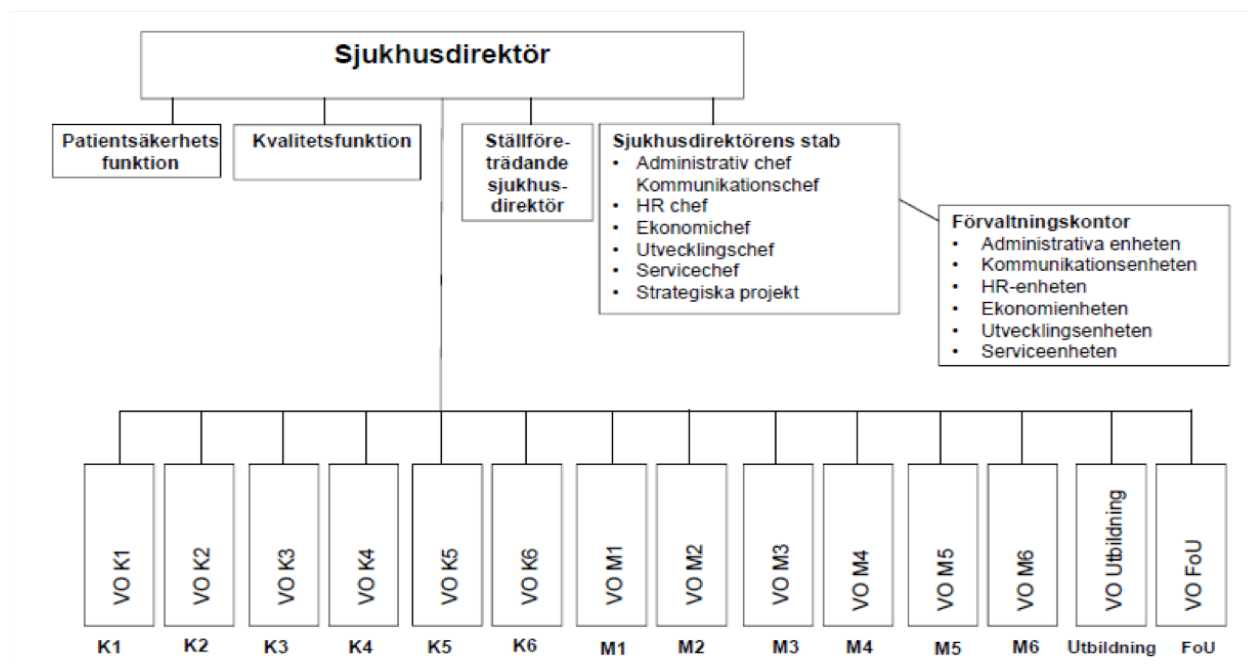 Sjukhusdirektör
Patientsäkerhets
funktion
Kvalitetsfunktion
Ställföre-
trädande
sjukhus-
direktör
Sjukhusdirektörens stab
• Administrativ chef
Kommunikationschef
• HR chef
• Ekonomichef
• Utvecklingschef
• Servicechef
• Strategiska projekt
Förvaltningskontor
• Administrativa enheten
• Kommunikationsenheten
• HR-enheten
• Ekonomienheten
• Utvecklingsenheten
• Serviceenheten
VO K1
VO K2
VO K3
VO K4
VO K5
VO K6
VO M1
VO M2
VO M3
VO M4
VO M5
VO M6
VO Utbildning
VO FoU
K1
K2
K3
K4
K5
K6
M1
M2
M3
M4
M5
M6
Utbildning
FoU